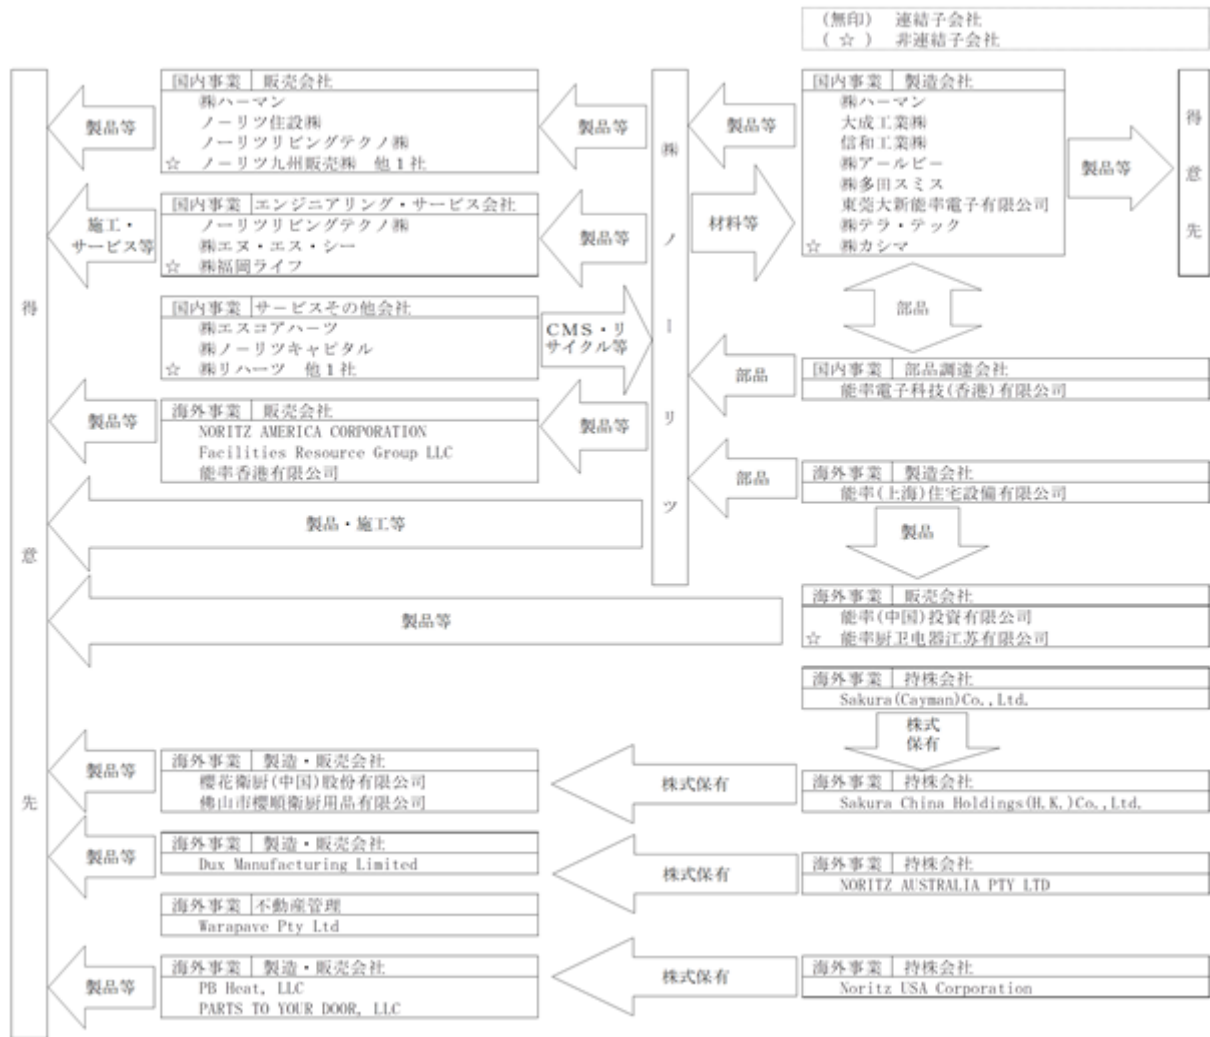 (無印) 連結子会社
( ☆ ) 非連結子会社
得意先
国内事業 販売会社
㈱ハーマン
ノーリツ住設㈱
ノーリツリビングテクノ㈱
☆ ノーリツ九州販売㈱ 他1社
製品等
製品等
国内事業 エンジニアリング・サービス会社
ノーリツリビングテクノ㈱
㈱エヌ・エス・シー
☆ ㈱福岡ライフ
施工・
サービス等
製品等
国内事業 サービスその他会社
㈱エスコアハーツ
㈱ノーリツキャピタル
☆ ㈱リハーツ 他1社
CMS・リ
サイクル等
海外事業 販売会社
NORITZ AMERICA CORPORATION
Facilities Resource Group LLC
能率香港有限公司
製品等
製品等
製品・施工等
製品等
㈱ノーリツ
製品等
材料等
部品
部品
国内事業 製造会社
㈱ハーマン
大成工業㈱
信和工業㈱
㈱アールビー
㈱多田スミス
東莞大新能率電子有限公司
㈱テラ・テック
☆ ㈱カシマ
製品等
得意先
部品
国内事業 部品調達会社
能率電子科技(香港)有限公司
海外事業 製造会社
能率(上海)住宅設備有限公司
製品
海外事業 販売会社
能率(中国)投資有限公司
☆ 能率厨卫电器江苏有限公司
海外事業 持株会社
Sakura(Cayman)Co.,Ltd.
株式
保有
海外事業 持株会社
Sakura China Holdings(H.K.)Co.,Ltd.
株式保有
海外事業 製造・販売会社
櫻花衛厨(中国)股份有限公司
佛山市櫻順衛厨用品有限公司
製品等
海外事業 製造・販売会社
Dux Manufacturing Limited
製品等
株式保有
海外事業 持株会社
NORITZ AUSTRALIA PTY LTD
海外事業 不動産管理
Warapave Pty Ltd
海外事業 製造・販売会社
PB Heat, LLC
PARTS TO YOUR DOOR, LLC
製品等
株式保有
海外事業 持株会社
Noritz USA Corporation